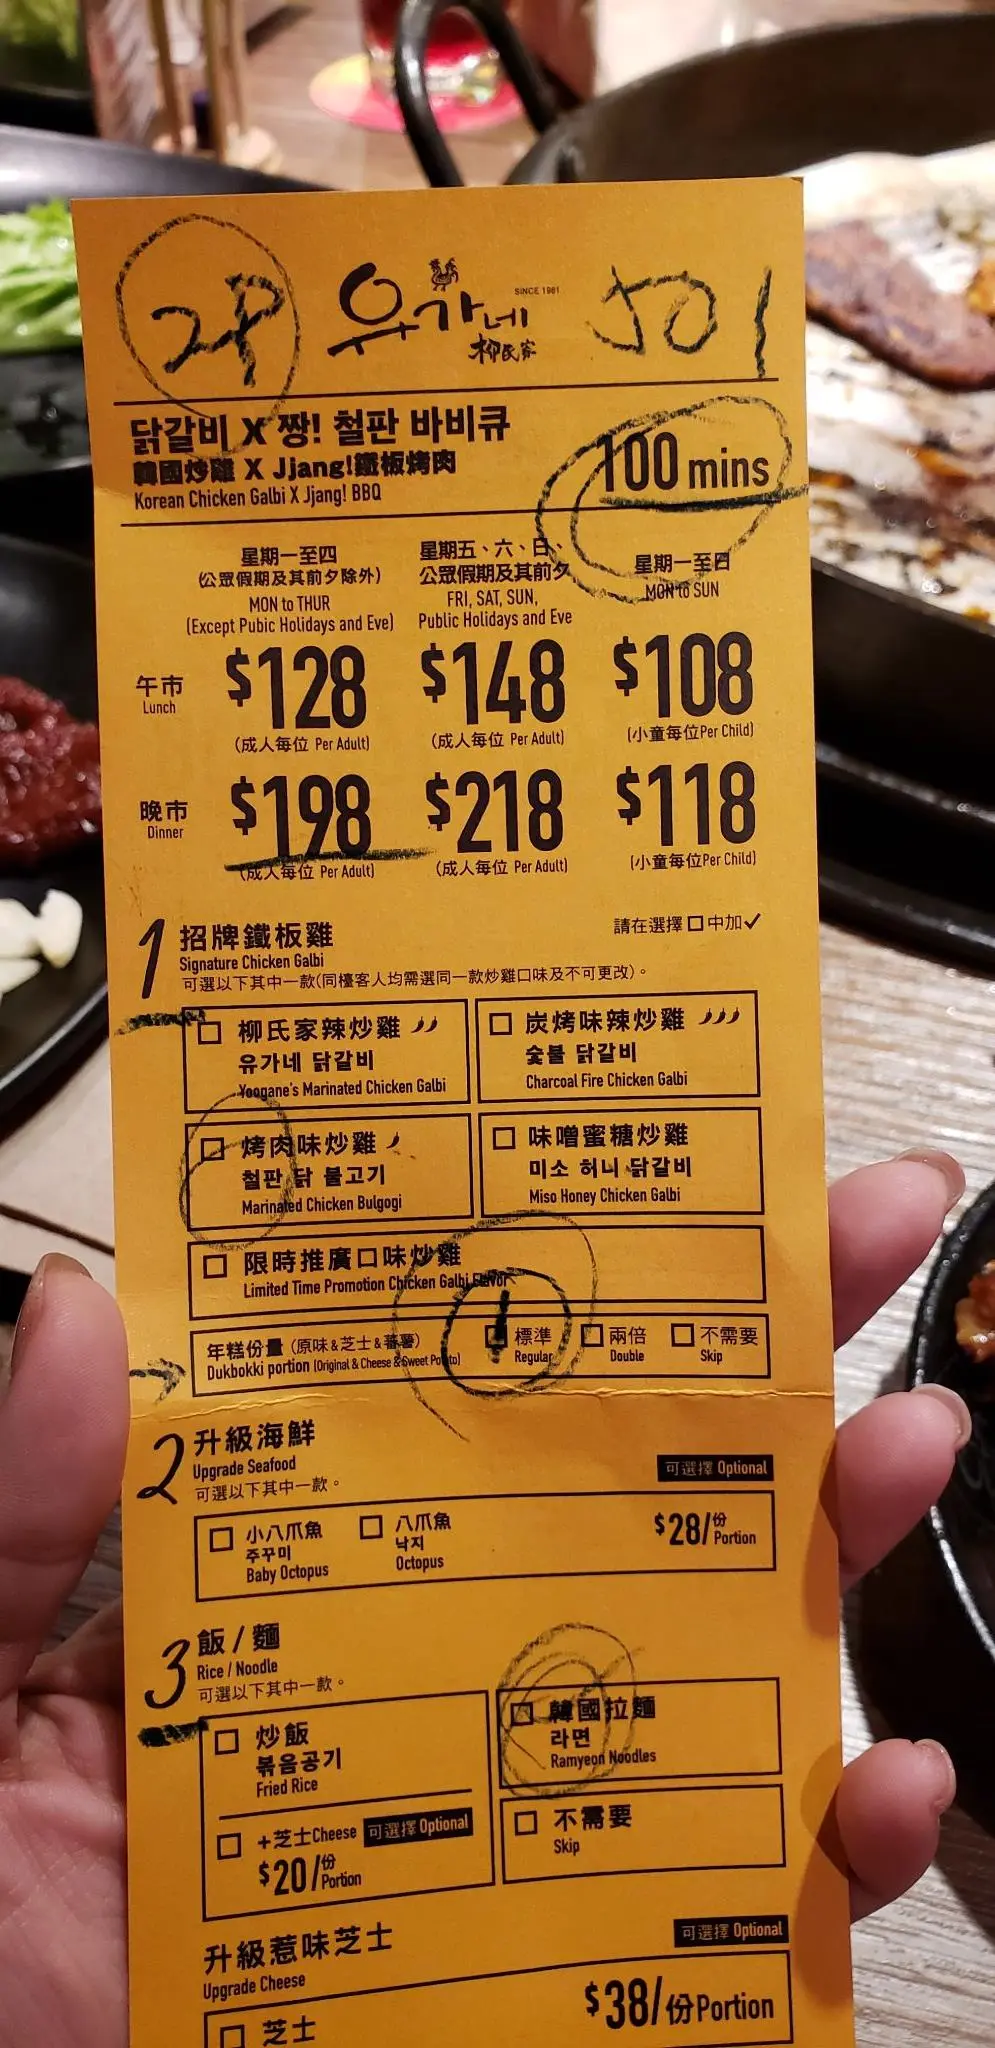 2P
유가네
SINCE 1981
柳氏家
501
닭갈비 X 짱! 철판 바비큐
韓國炒雞 X Jjang!鐵板烤肉
Korean Chicken Galbi X Jjang! BBQ
100 mins
星期一至四
(公眾假期及其前夕除外)
MON to THUR
(Except Pubic Holidays and Eve)
星期五、六、日、
公眾假期及其前夕
FRI, SAT, SUN,
Public Holidays and Eve
星期一至日
MON to SUN
午市
Lunch
$128
(成人每位 Per Adult)
$148
(成人每位 Per Adult)
$108
(小童每位Per Child)
晚市
Dinner
$198
(成人每位 Per Adult)
$218
(成人每位 Per Adult)
$118
(小童每位Per Child)
1 招牌鐵板雞
Signature Chicken Galbi
請在選擇 □ 中加✓
可選以下其中一款(同檯客人均需選同一款炒雞口味及不可更改)。
柳氏家辣炒雞
유가네 닭갈비
Yoogane's Marinated Chicken Galbi
炭烤味辣炒雞
숯불 닭갈비
Charcoal Fire Chicken Galbi
烤肉味炒雞
철판 닭 불고기
Marinated Chicken Bulgogi
味噌蜜糖炒雞
미소 허니 닭갈비
Miso Honey Chicken Galbi
限時推廣口味炒雞
Limited Time Promotion Chicken Galbi Flavor
年糕份量 (原味&芝士&蕃薯)
Dukbokki portion (Original & Cheese & Sweet Potato)
標準
Regular
兩倍
Double
不需要
Skip
2 升級海鮮
Upgrade Seafood
可選以下其中一款。
可選擇 Optional
小八爪魚
주꾸미
Baby Octopus
八爪魚
낙지
Octopus
$28/份 Portion
3 飯 / 麵
Rice / Noodle
可選以下其中一款。
炒飯
볶음공기
Fried Rice
+芝士Cheese 可選擇 Optional
$20/份 Portion
韓國拉麵
라면
Ramyeon Noodles
不需要
Skip
升級惹味芝士
Upgrade Cheese
可選擇 Optional
芝士
$38/份Portion